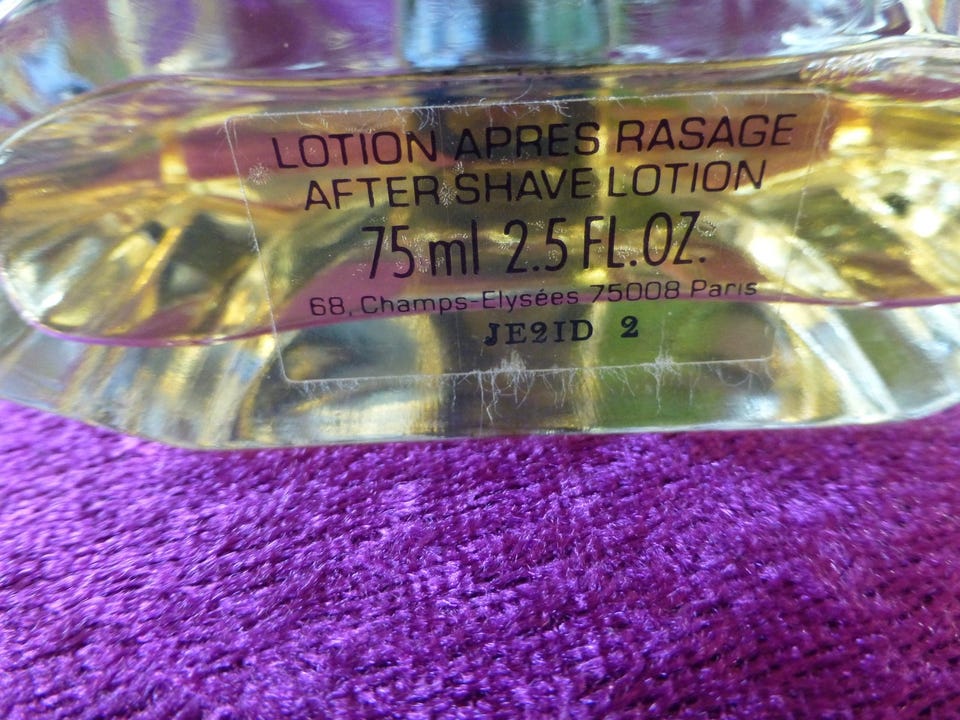 LOTION APRES RASAGE
AFTER SHAVE LOTION
75 ml 2.5 FL.OZ.
68, Champs-Elysées 75008 Paris
JE2ID 2